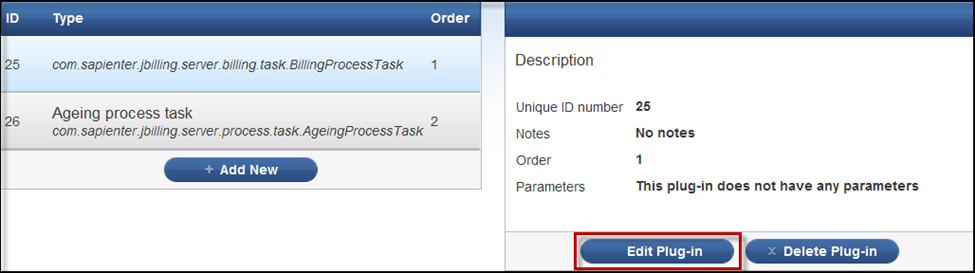 ID Type Order
25 com.sapienter.jbilling.server.billing.task.BillingProcessTask 1
Ageing process task
26 com.sapienter.jbilling.server.process.task.AgeingProcessTask 2
+ Add New
Description
Unique ID number 25
Notes No notes
Order 1
Parameters This plug-in does not have any parameters
Edit Plug-in x Delete Plug-in